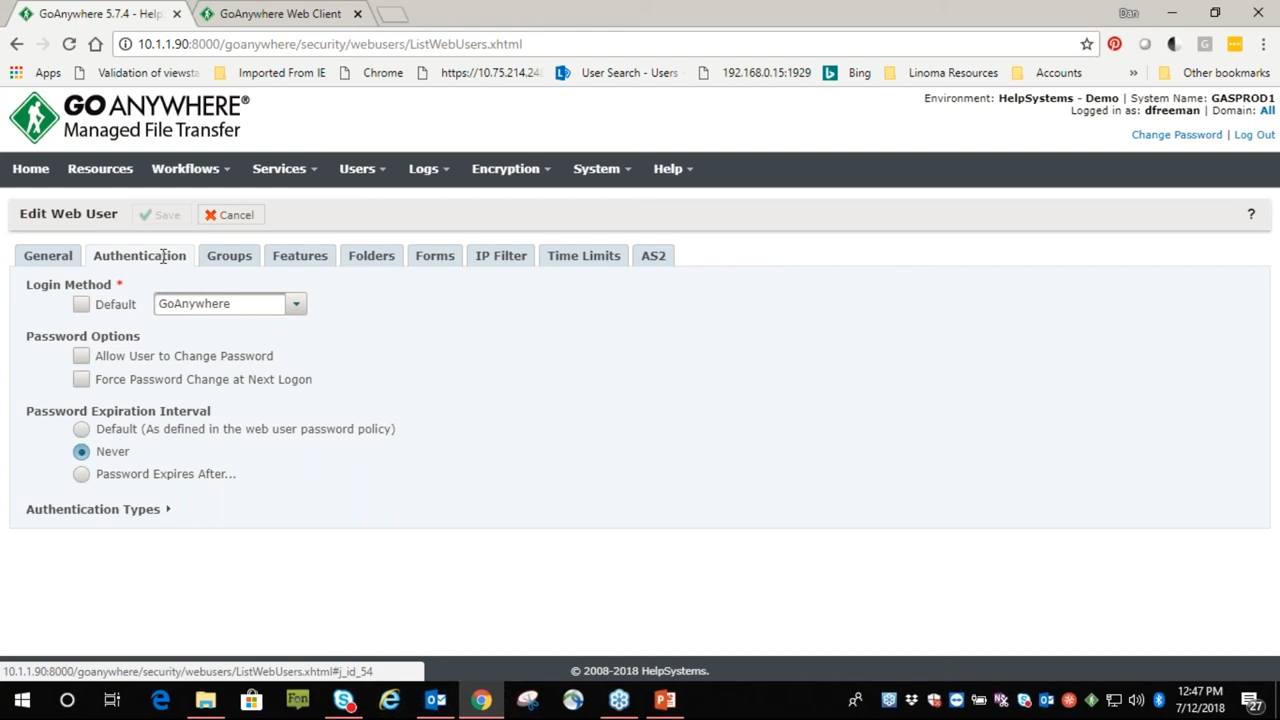 GoAnywhere 5.7.4 - Help
GoAnywhere Web Client
Dan
10.1.1.90:8000/goanywhere/security/webusers/ListWebUsers.xhtml
Apps
Validation of viewsta
Imported From IE
Chrome
https://10.75.214.24
User Search - Users
192.168.0.15:1929
Bing
Linoma Resources
Accounts
»
Other bookmarks
GO ANYWHERE®
Managed File Transfer
Environment: HelpSystems - Demo | System Name: GASPROD1
Logged in as: dfreeman | Domain: All
Change Password | Log Out
Home Resources Workflows Services Users Logs Encryption System Help
Edit Web User Save Cancel ?
General Authentication Groups Features Folders Forms IP Filter Time Limits AS2
Login Method *
Default GoAnywhere
Password Options
Allow User to Change Password
Force Password Change at Next Logon
Password Expiration Interval
Default (As defined in the web user password policy)
Never
Password Expires After...
Authentication Types
10.1.1.90:8000/goanywhere/security/webusers/ListWebUsers.xhtml#j_id_54
© 2008-2018 HelpSystems.
12:47 PM
7/12/2018
27